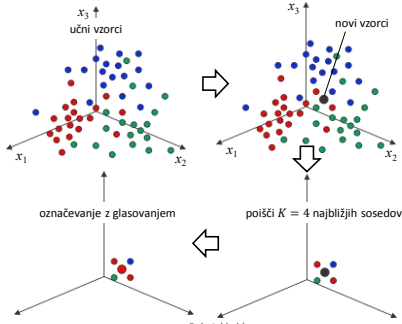 x₃
učni vzorci
x₁
x₂
x₃
novi vzorci
x₁
x₂
označevanje z glasovanjem
poišči K = 4 najbližjih sosedov